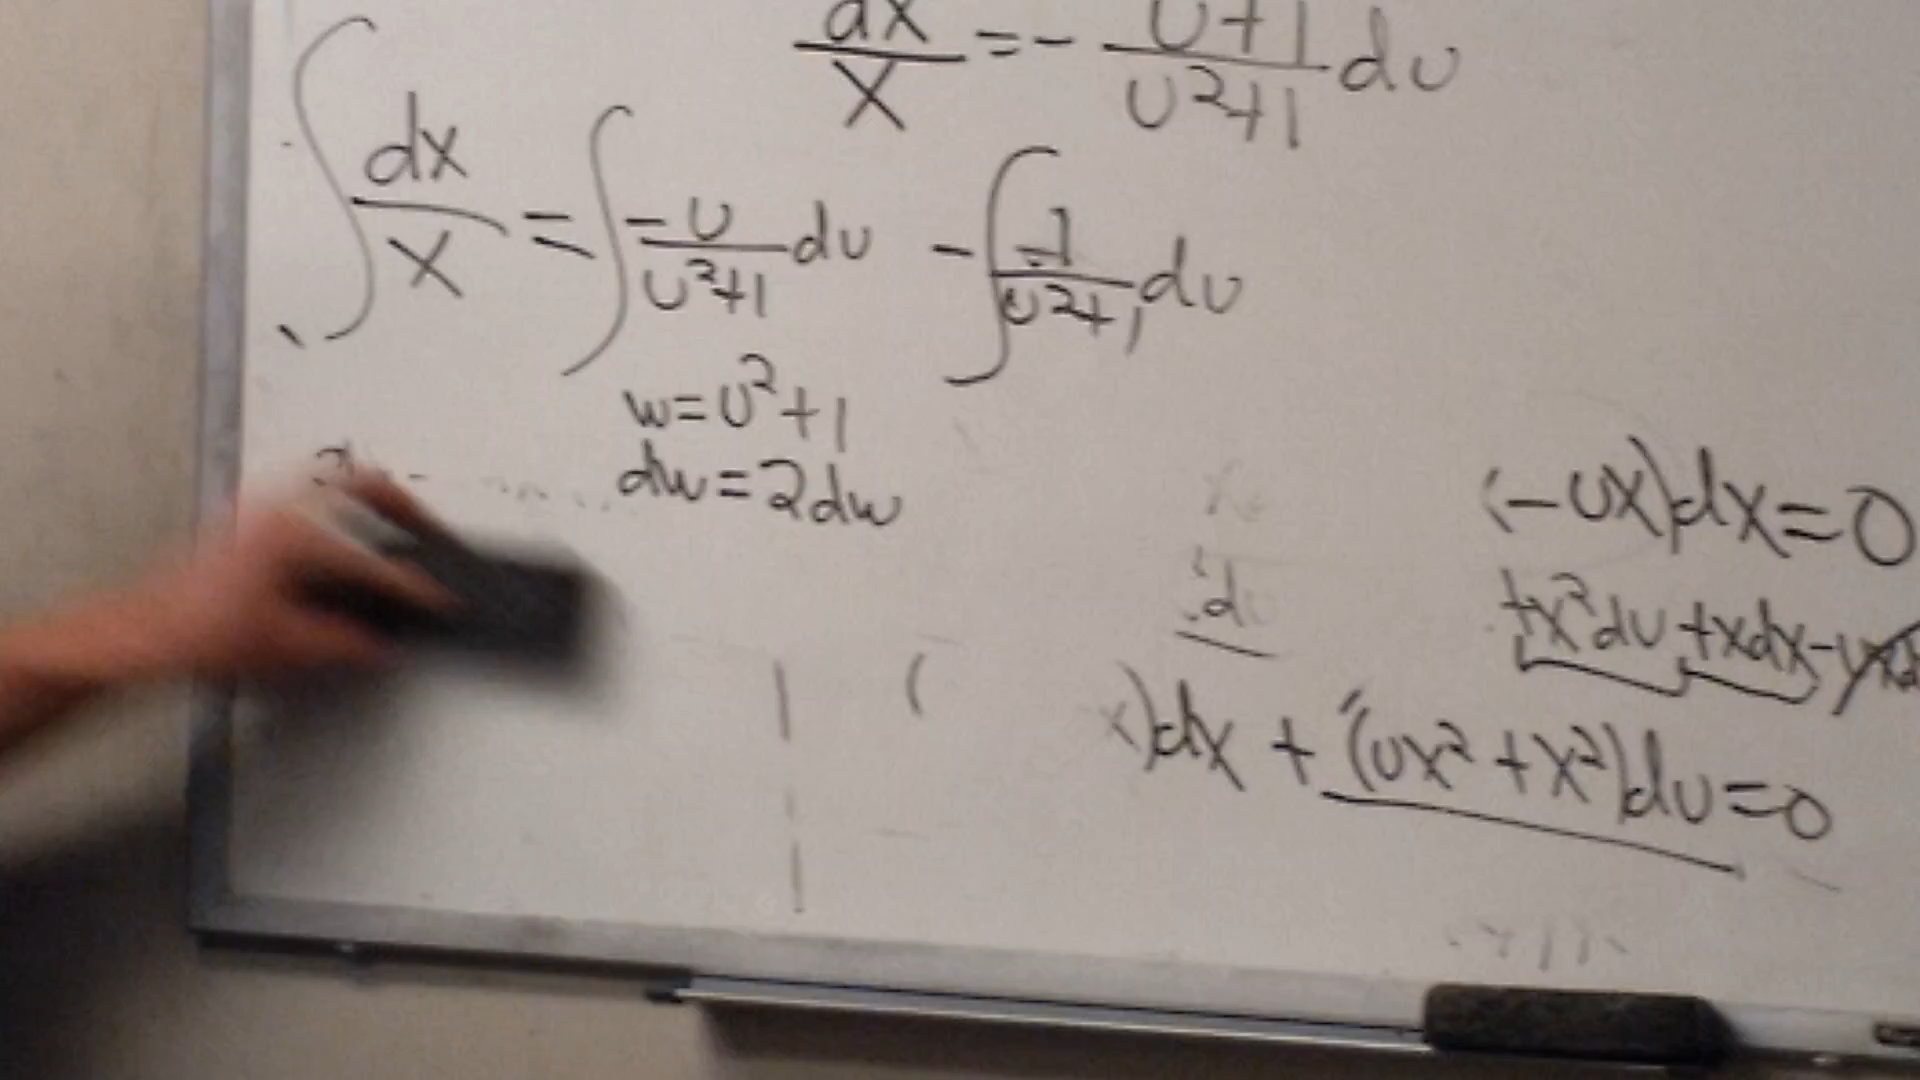 dx/x = - U+1/U²+1 du
∫ dx/x = ∫ -U/U²+1 du - ∫ 1/U²+1 du
w=U²+1
dw=2dw
(-UX)dx=0
+x²du+xdx-
x)dx + (UX²+X²)du=0